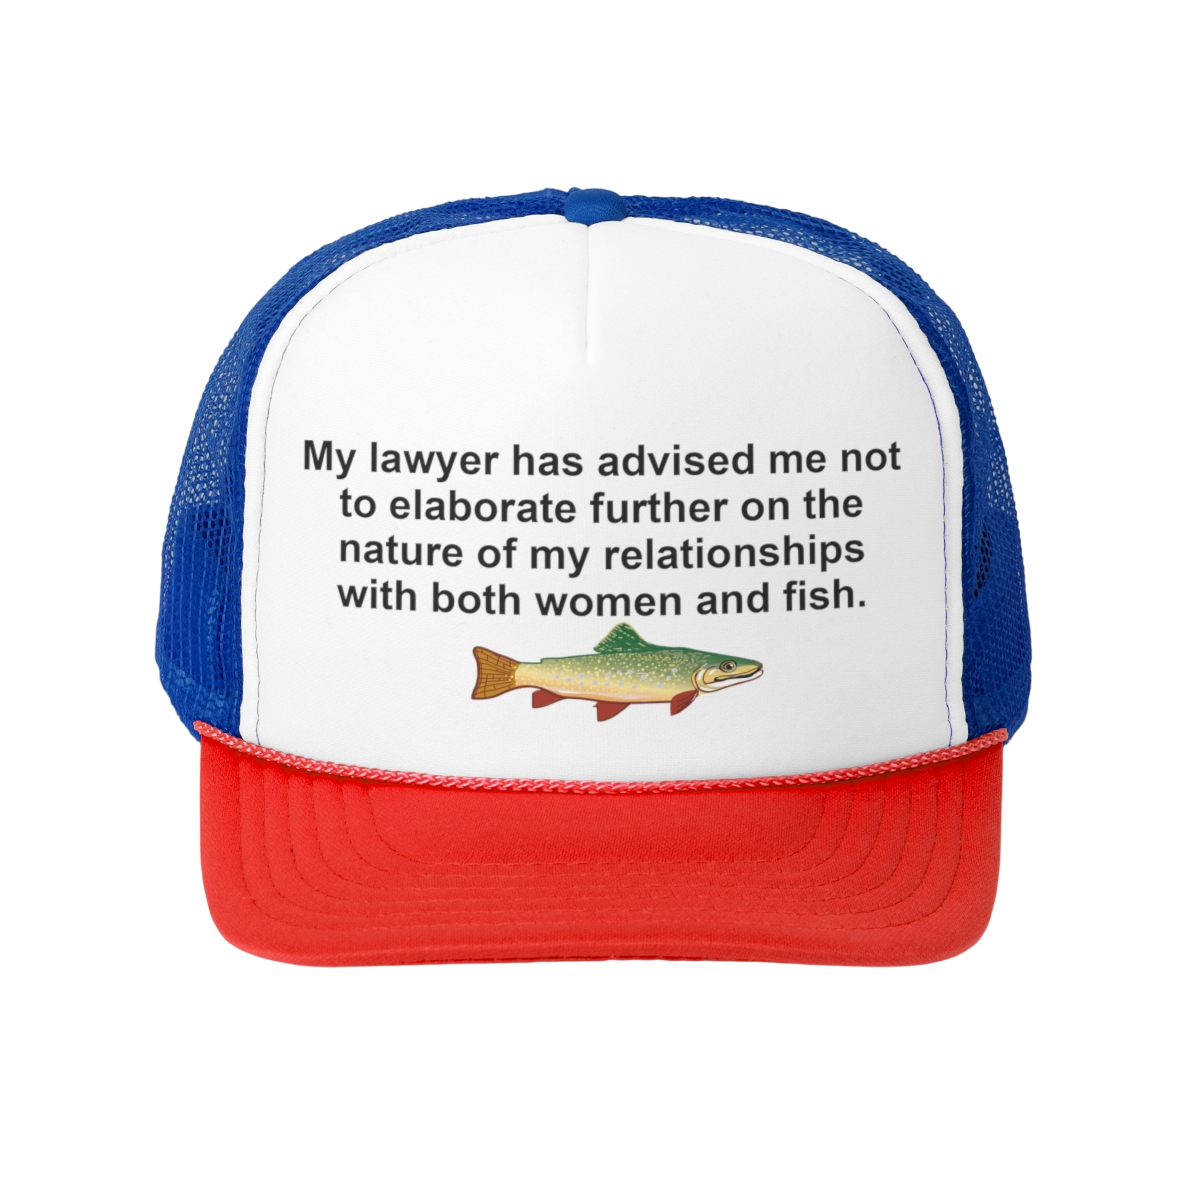 My lawyer has advised me not
to elaborate further on the
nature of my relationships
with both women and fish.